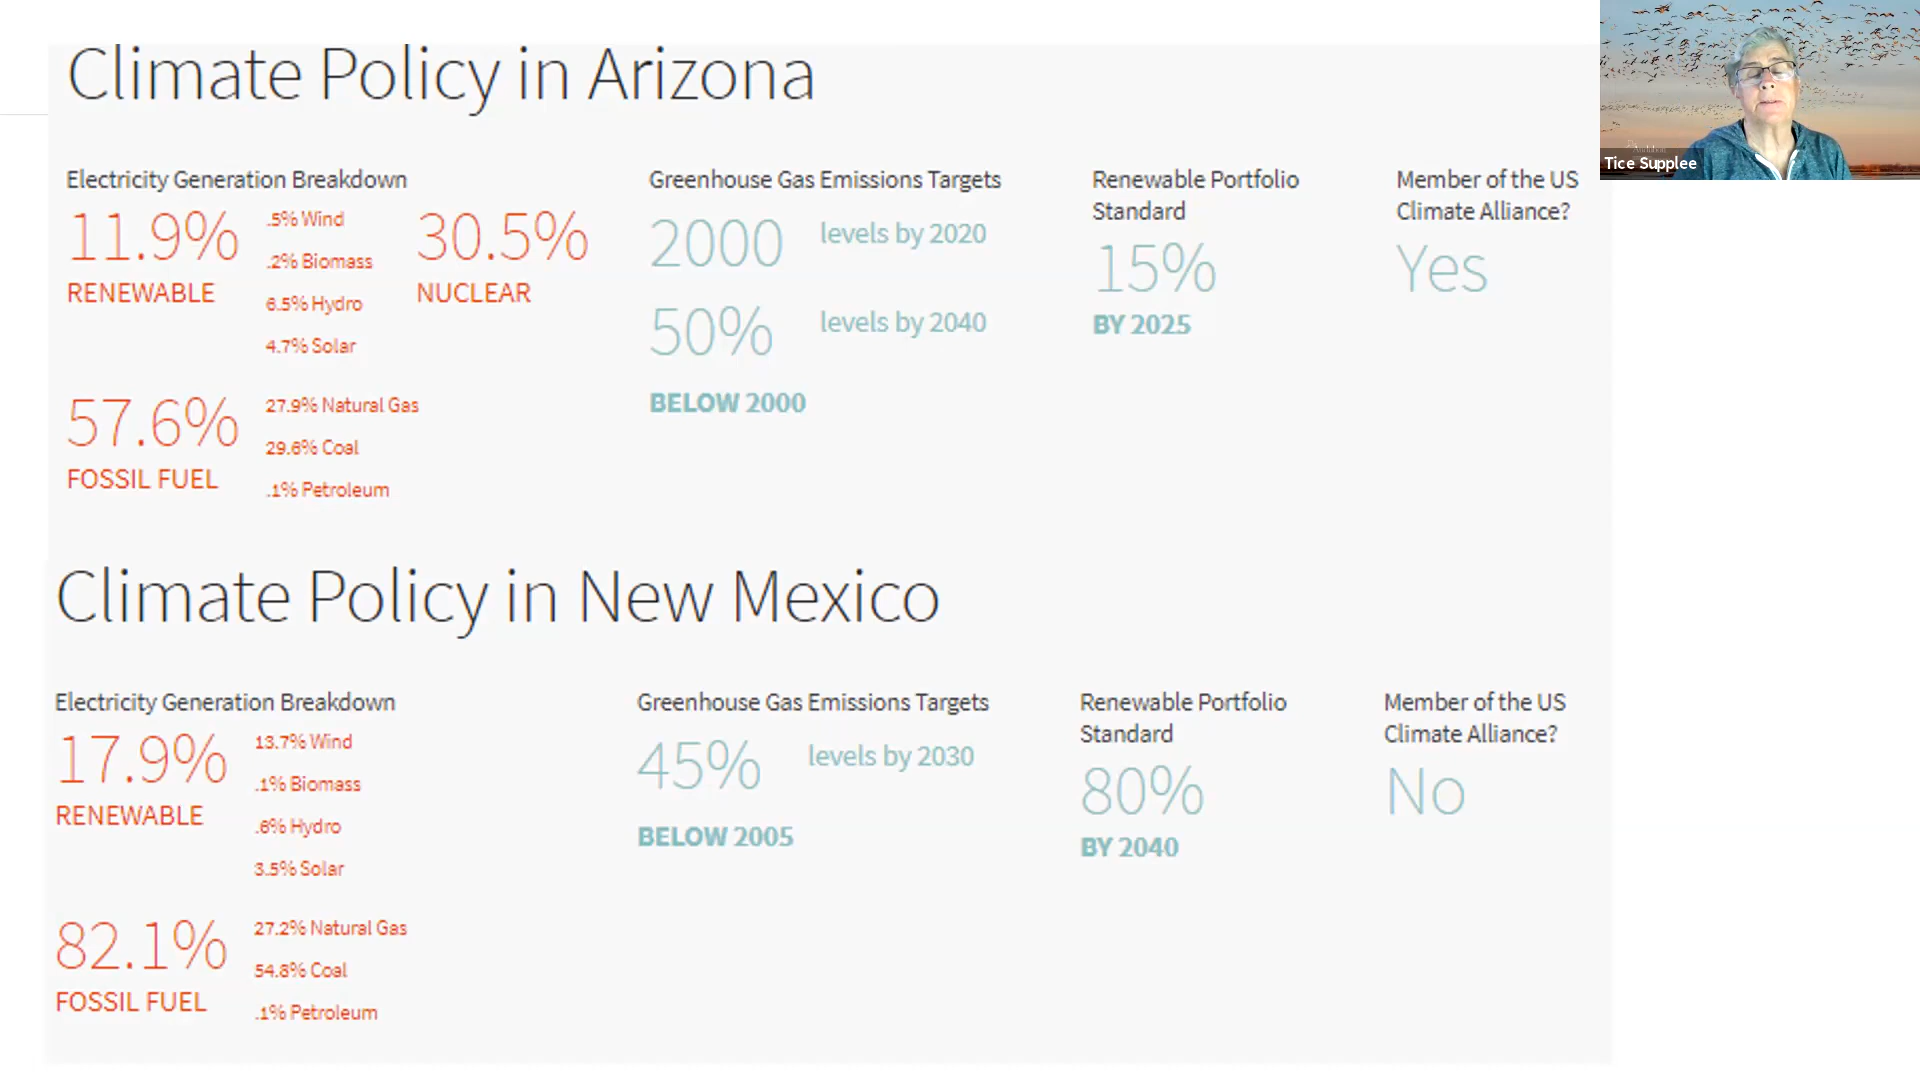 Climate Policy in Arizona
Electricity Generation Breakdown
11.9%
RENEWABLE
.5% Wind
.2% Biomass
6.5% Hydro
4.7% Solar
30.5%
NUCLEAR
57.6%
FOSSIL FUEL
27.9% Natural Gas
29.6% Coal
.1% Petroleum
Greenhouse Gas Emissions Targets
2000 levels by 2020
50% levels by 2040
BELOW 2000
Renewable Portfolio
Standard
15%
BY 2025
Member of the US
Climate Alliance?
Yes
Audubon
Tice Supplee
Climate Policy in New Mexico
Electricity Generation Breakdown
17.9%
RENEWABLE
13.7% Wind
.1% Biomass
.6% Hydro
3.5% Solar
82.1%
FOSSIL FUEL
27.2% Natural Gas
54.8% Coal
.1% Petroleum
Greenhouse Gas Emissions Targets
45% levels by 2030
BELOW 2005
Renewable Portfolio
Standard
80%
BY 2040
Member of the US
Climate Alliance?
No